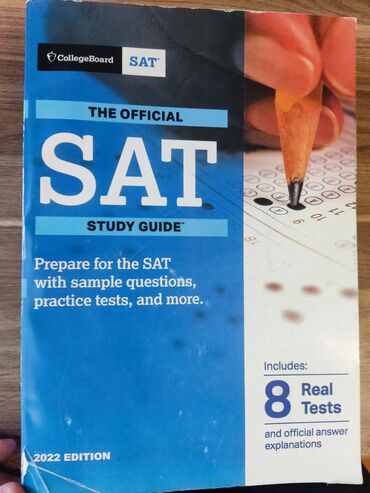 CollegeBoard SAT®
THE OFFICIAL
SAT
STUDY GUIDE™
Prepare for the SAT
with sample questions,
practice tests, and more.
Includes:
8 Real
Tests
and official answer
explanations
2022 EDITION